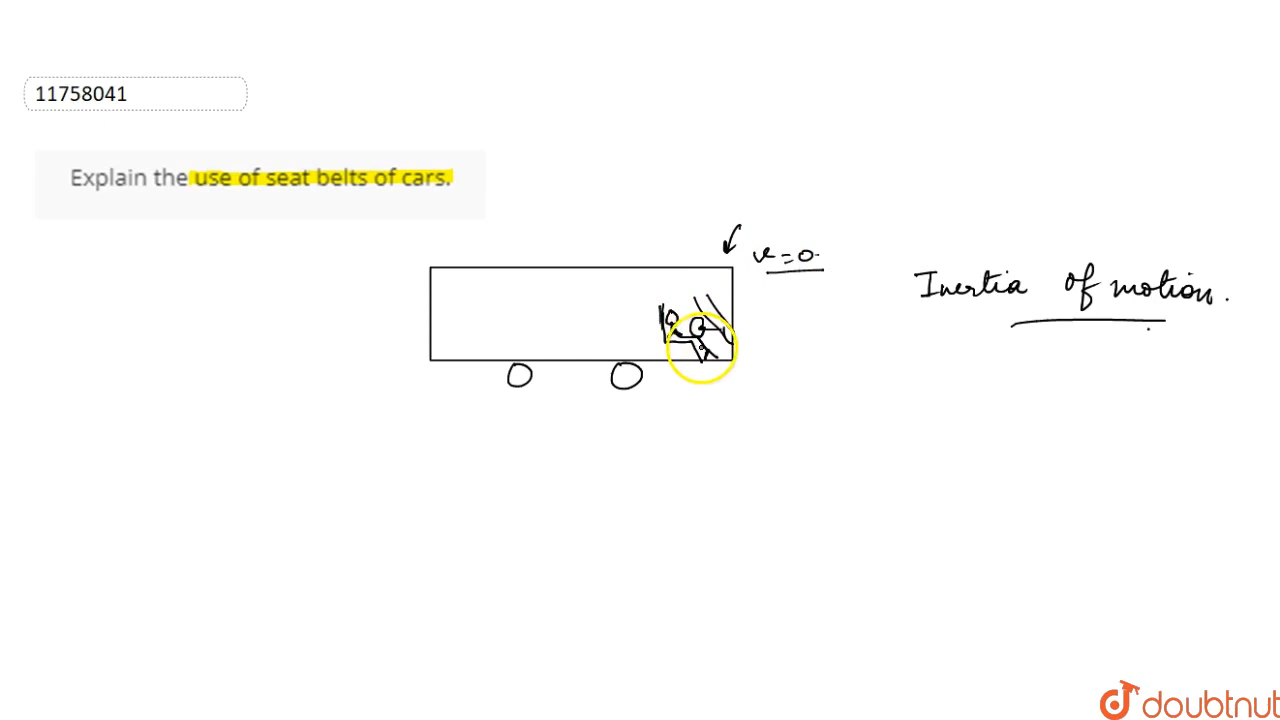 11758041
Explain the use of seat belts of cars.
v=0.
Inertia of motion.
doubtnut